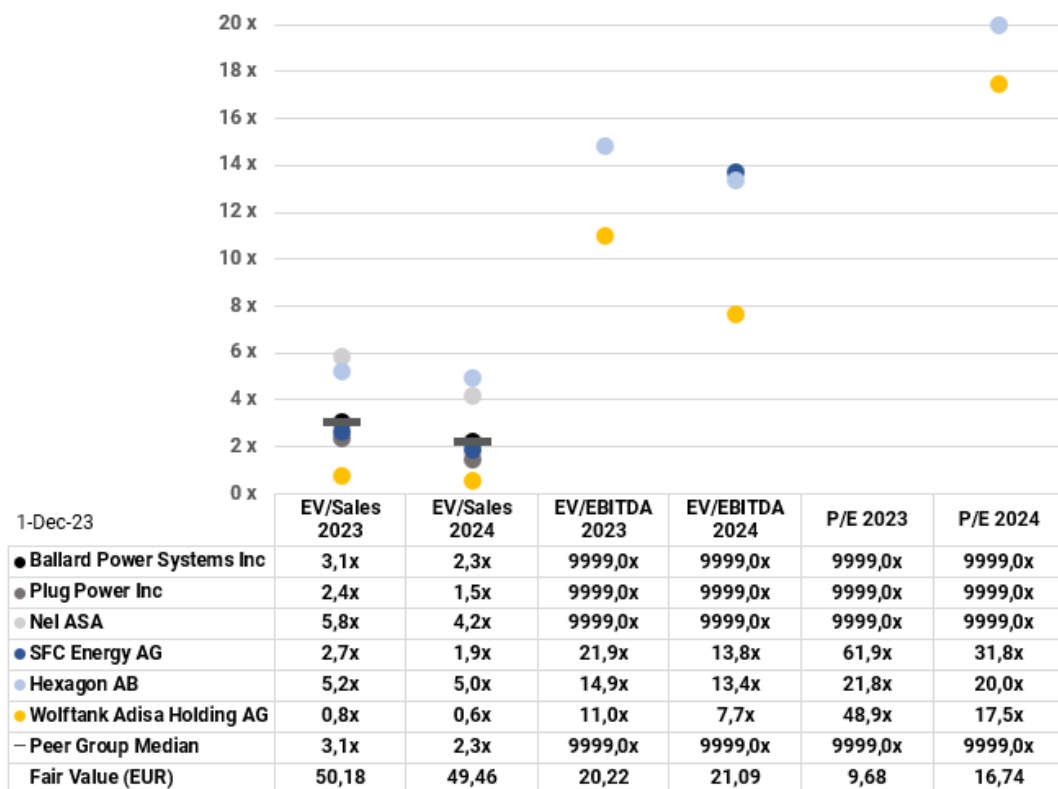 20 x
18 x
16 x
14 x
12 x
10 x
8 x
6 x
4 x
2 x
0 x
1-Dec-23 EV/Sales 2023 EV/Sales 2024 EV/EBITDA 2023 EV/EBITDA 2024 P/E 2023 P/E 2024
Ballard Power Systems Inc 3,1x 2,3x 9999,0x 9999,0x 9999,0x 9999,0x
Plug Power Inc 2,4x 1,5x 9999,0x 9999,0x 9999,0x 9999,0x
Nel ASA 5,8x 4,2x 9999,0x 9999,0x 9999,0x 9999,0x
SFC Energy AG 2,7x 1,9x 21,9x 13,8x 61,9x 31,8x
Hexagon AB 5,2x 5,0x 14,9x 13,4x 21,8x 20,0x
Wolftank Adisa Holding AG 0,8x 0,6x 11,0x 7,7x 48,9x 17,5x
Peer Group Median 3,1x 2,3x 9999,0x 9999,0x 9999,0x 9999,0x
Fair Value (EUR) 50,18 49,46 20,22 21,09 9,68 16,74